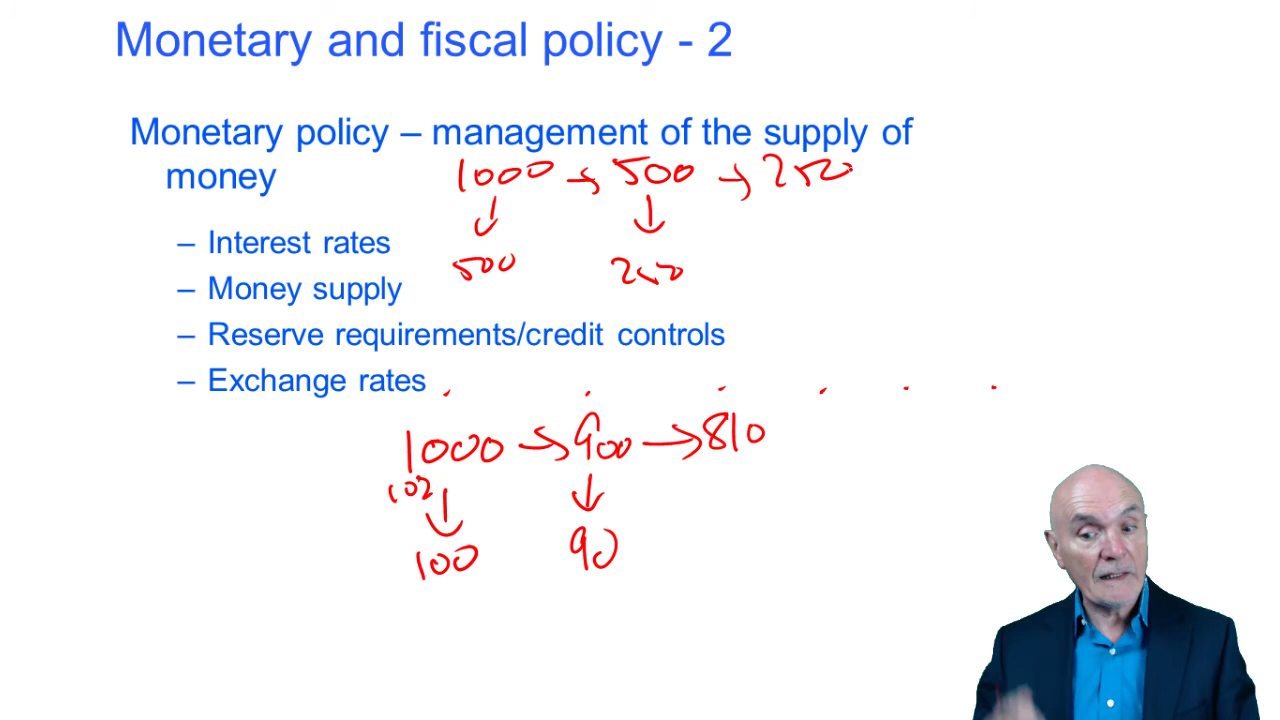 Monetary and fiscal policy - 2
Monetary policy – management of the supply of
money
1000 → 500 → 250
500 250
– Interest rates
– Money supply
– Reserve requirements/credit controls
– Exchange rates
1000 → 900 → 810
100 90